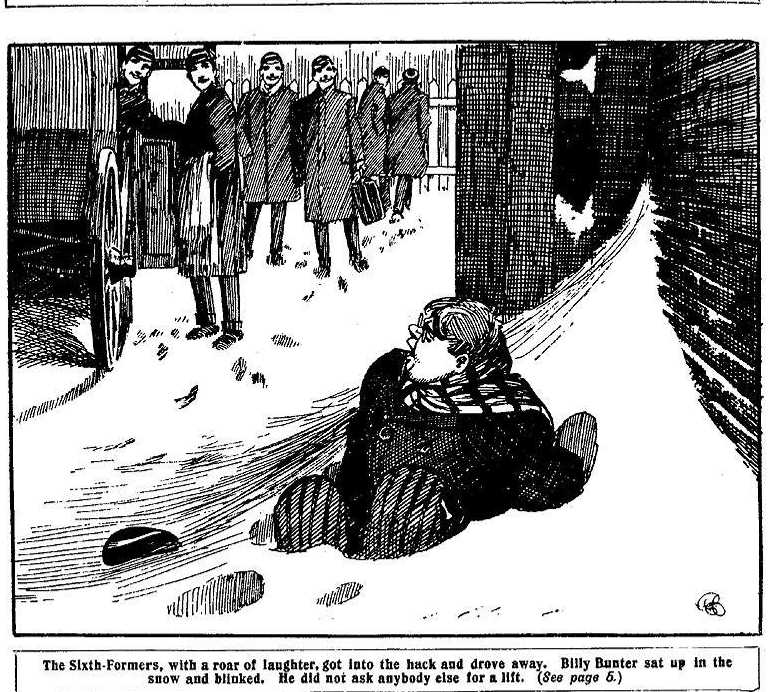 The Sixth-Formers, with a roar of laughter, got into the hack and drove away. Billy Bunter sat up in the
snow and blinked. He did not ask anybody else for a lift. (See page 5.)